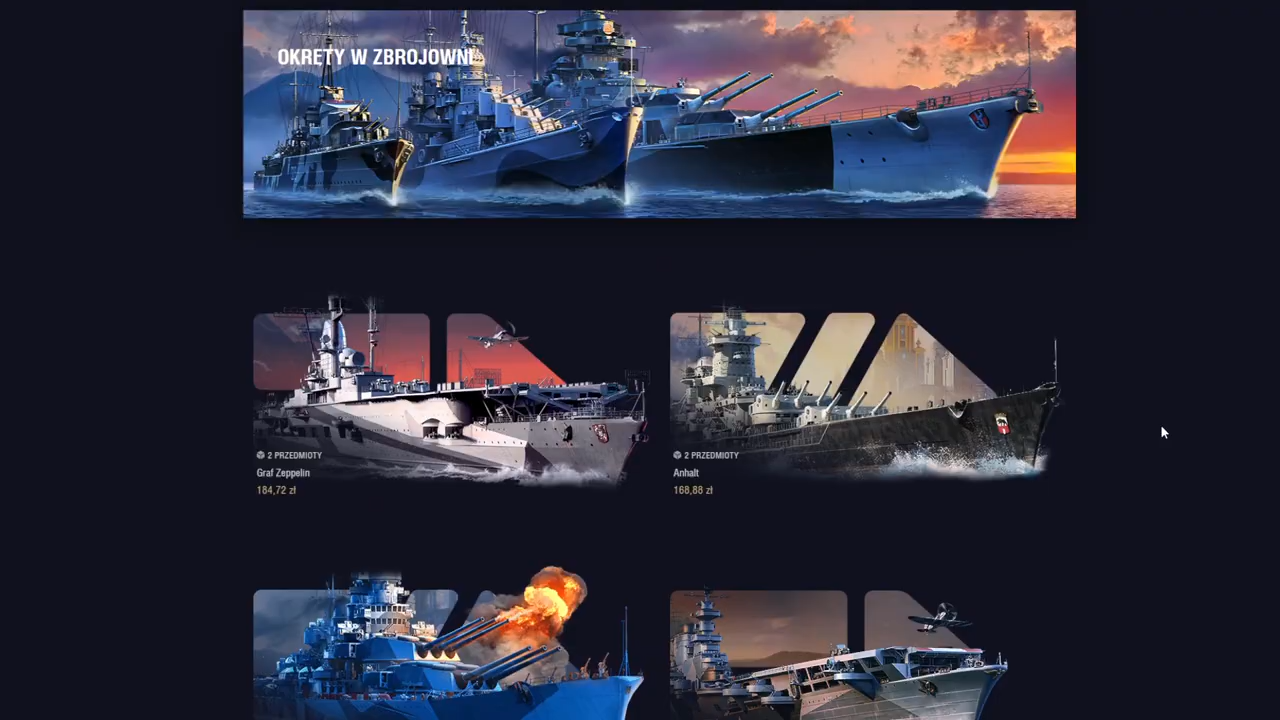 OKRĘTY W ZBROJOWNI
2 PRZEDMIOTY
Graf Zeppelin
184,72 zł
2 PRZEDMIOTY
Anhalt
168,88 zł